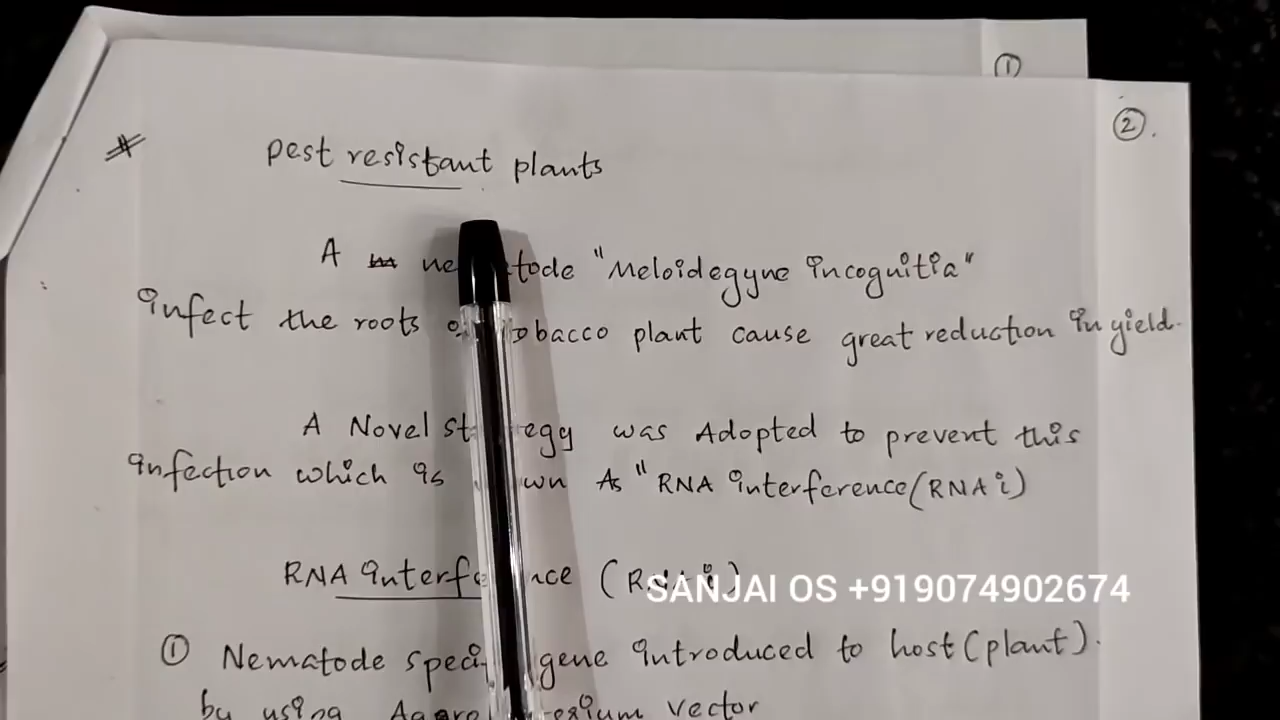 ①
②.
* pest resistant plants
A nematode "Meloidegyne incognitia"
infect the roots of Tobacco plant cause great reduction in yield.
A Novel strategy was Adopted to prevent this
infection which is known As "RNA interference (RNAi)
RNA interference (RNAi)
SANJAI OS +919074902674
① Nematode specific gene introduced to host (plant).
by using Agrobacterium vector